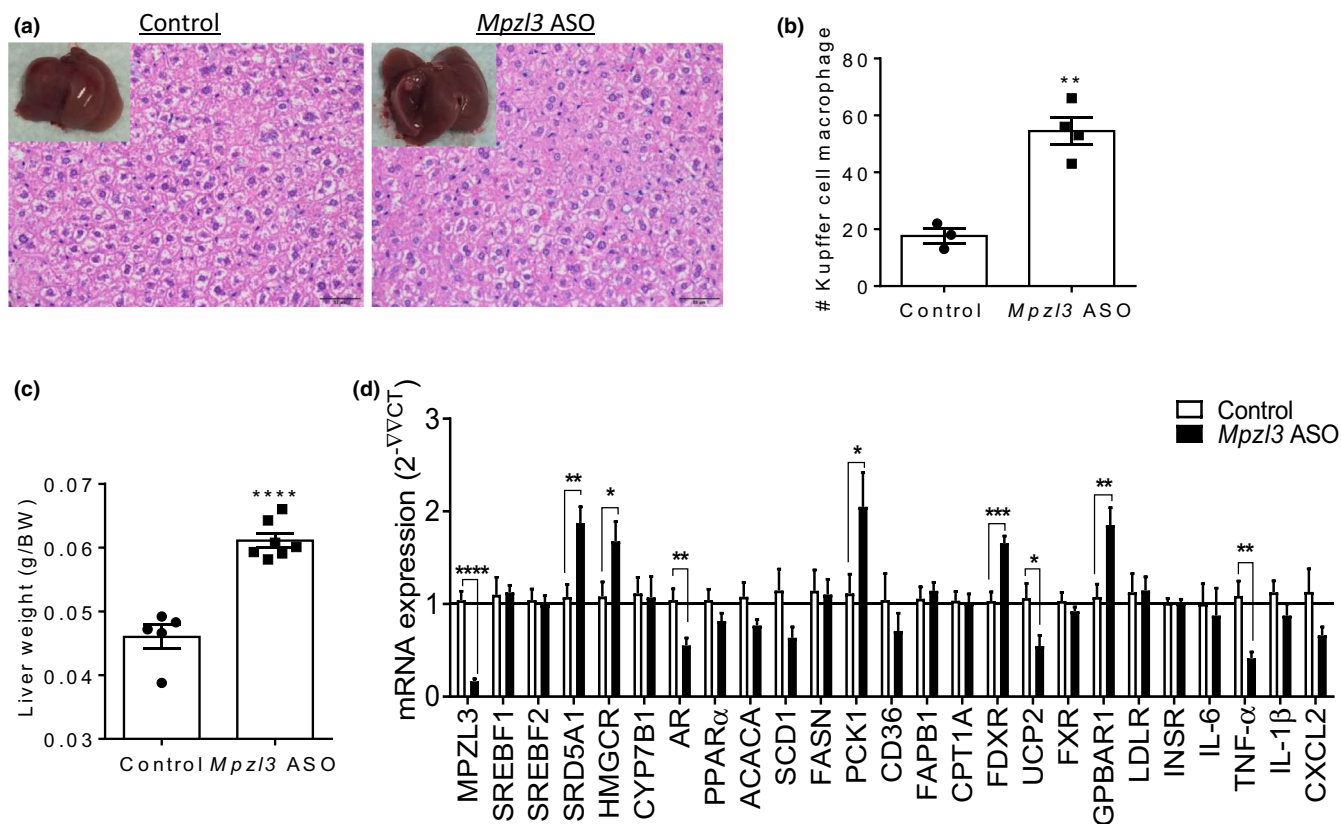 (a)
Control
Mpzl3 ASO
(b)
# Kupffer cell macrophage
80
60
40
20
0
**
Control
Mpzl3 ASO
(c)
Liver weight (g/BW)
0.07
0.06
0.05
0.04
0.03
****
Control
Mpzl3 ASO
(d)
mRNA expression (2-∇∇CT)
3
2
1
0
Control
Mpzl3 ASO
****
**
*
**
*
***
*
**
**
MPZL3
SREBF1
SREBF2
SRD5A1
HMGCR
CYP7B1
AR
PPARα
ACACA
SCD1
FASN
PCK1
CD36
FAPB1
CPT1A
FDXR
UCP2
FXR
GPBAR1
LDLR
INSR
IL-6
TNF-α
IL-1β
CXCL2